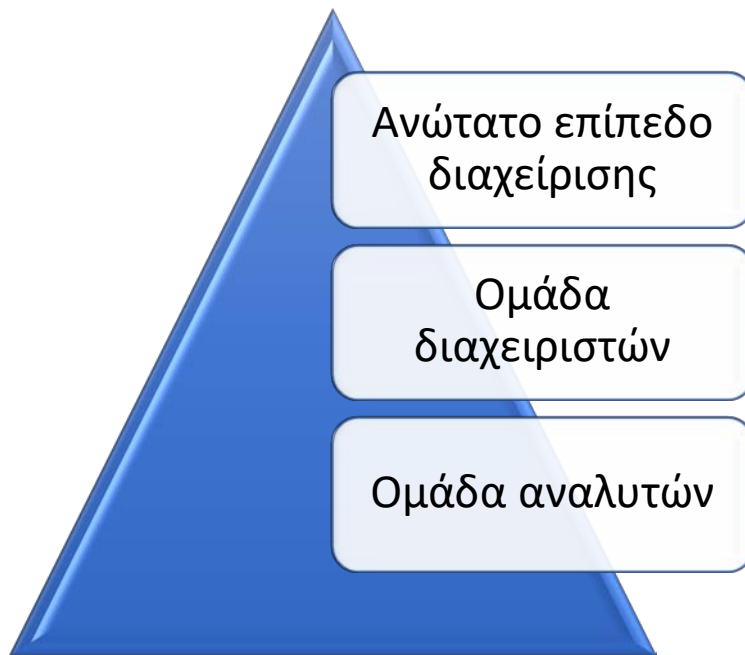 Ανώτατο επίπεδο
διαχείρισης
Ομάδα
διαχειριστών
Ομάδα αναλυτών